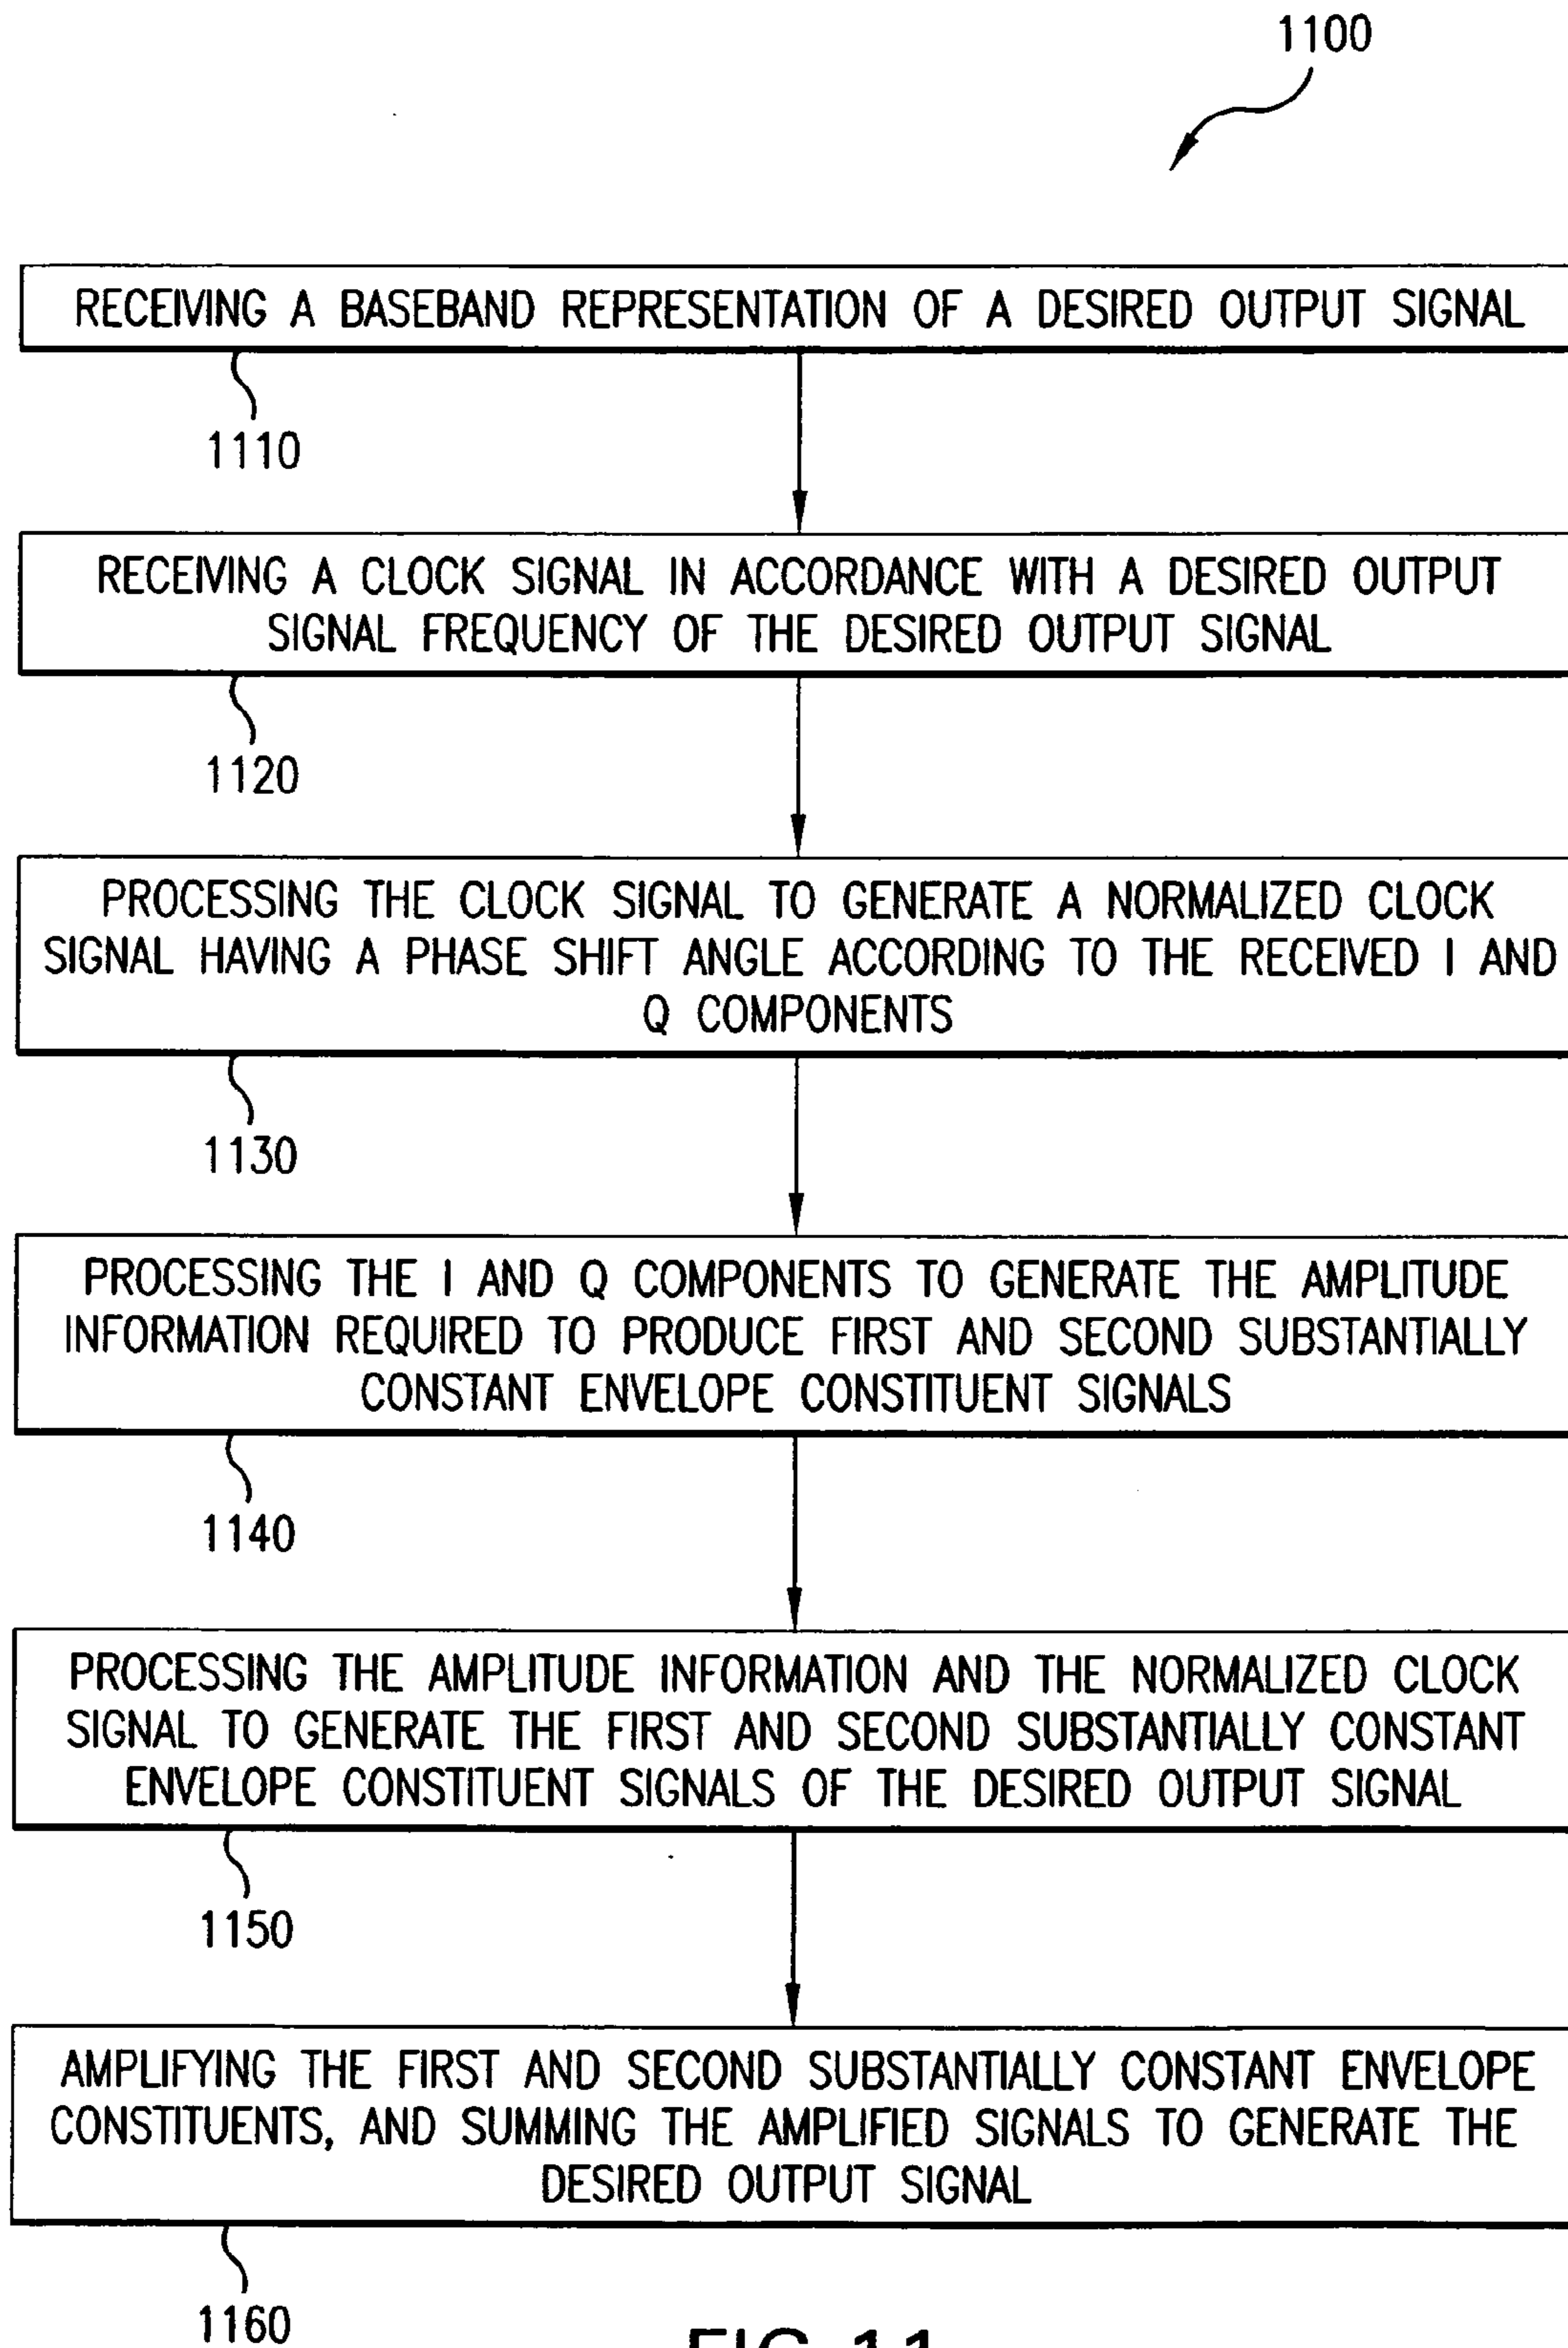 1100
RECEIVING A BASEBAND REPRESENTATION OF A DESIRED OUTPUT SIGNAL
1110
RECEIVING A CLOCK SIGNAL IN ACCORDANCE WITH A DESIRED OUTPUT
SIGNAL FREQUENCY OF THE DESIRED OUTPUT SIGNAL
1120
PROCESSING THE CLOCK SIGNAL TO GENERATE A NORMALIZED CLOCK
SIGNAL HAVING A PHASE SHIFT ANGLE ACCORDING TO THE RECEIVED I AND
Q COMPONENTS
1130
PROCESSING THE I AND Q COMPONENTS TO GENERATE THE AMPLITUDE
INFORMATION REQUIRED TO PRODUCE FIRST AND SECOND SUBSTANTIALLY
CONSTANT ENVELOPE CONSTITUENT SIGNALS
1140
PROCESSING THE AMPLITUDE INFORMATION AND THE NORMALIZED CLOCK
SIGNAL TO GENERATE THE FIRST AND SECOND SUBSTANTIALLY CONSTANT
ENVELOPE CONSTITUENT SIGNALS OF THE DESIRED OUTPUT SIGNAL
1150
AMPLIFYING THE FIRST AND SECOND SUBSTANTIALLY CONSTANT ENVELOPE
CONSTITUENTS, AND SUMMING THE AMPLIFIED SIGNALS TO GENERATE THE
DESIRED OUTPUT SIGNAL
1160
FIG. 11